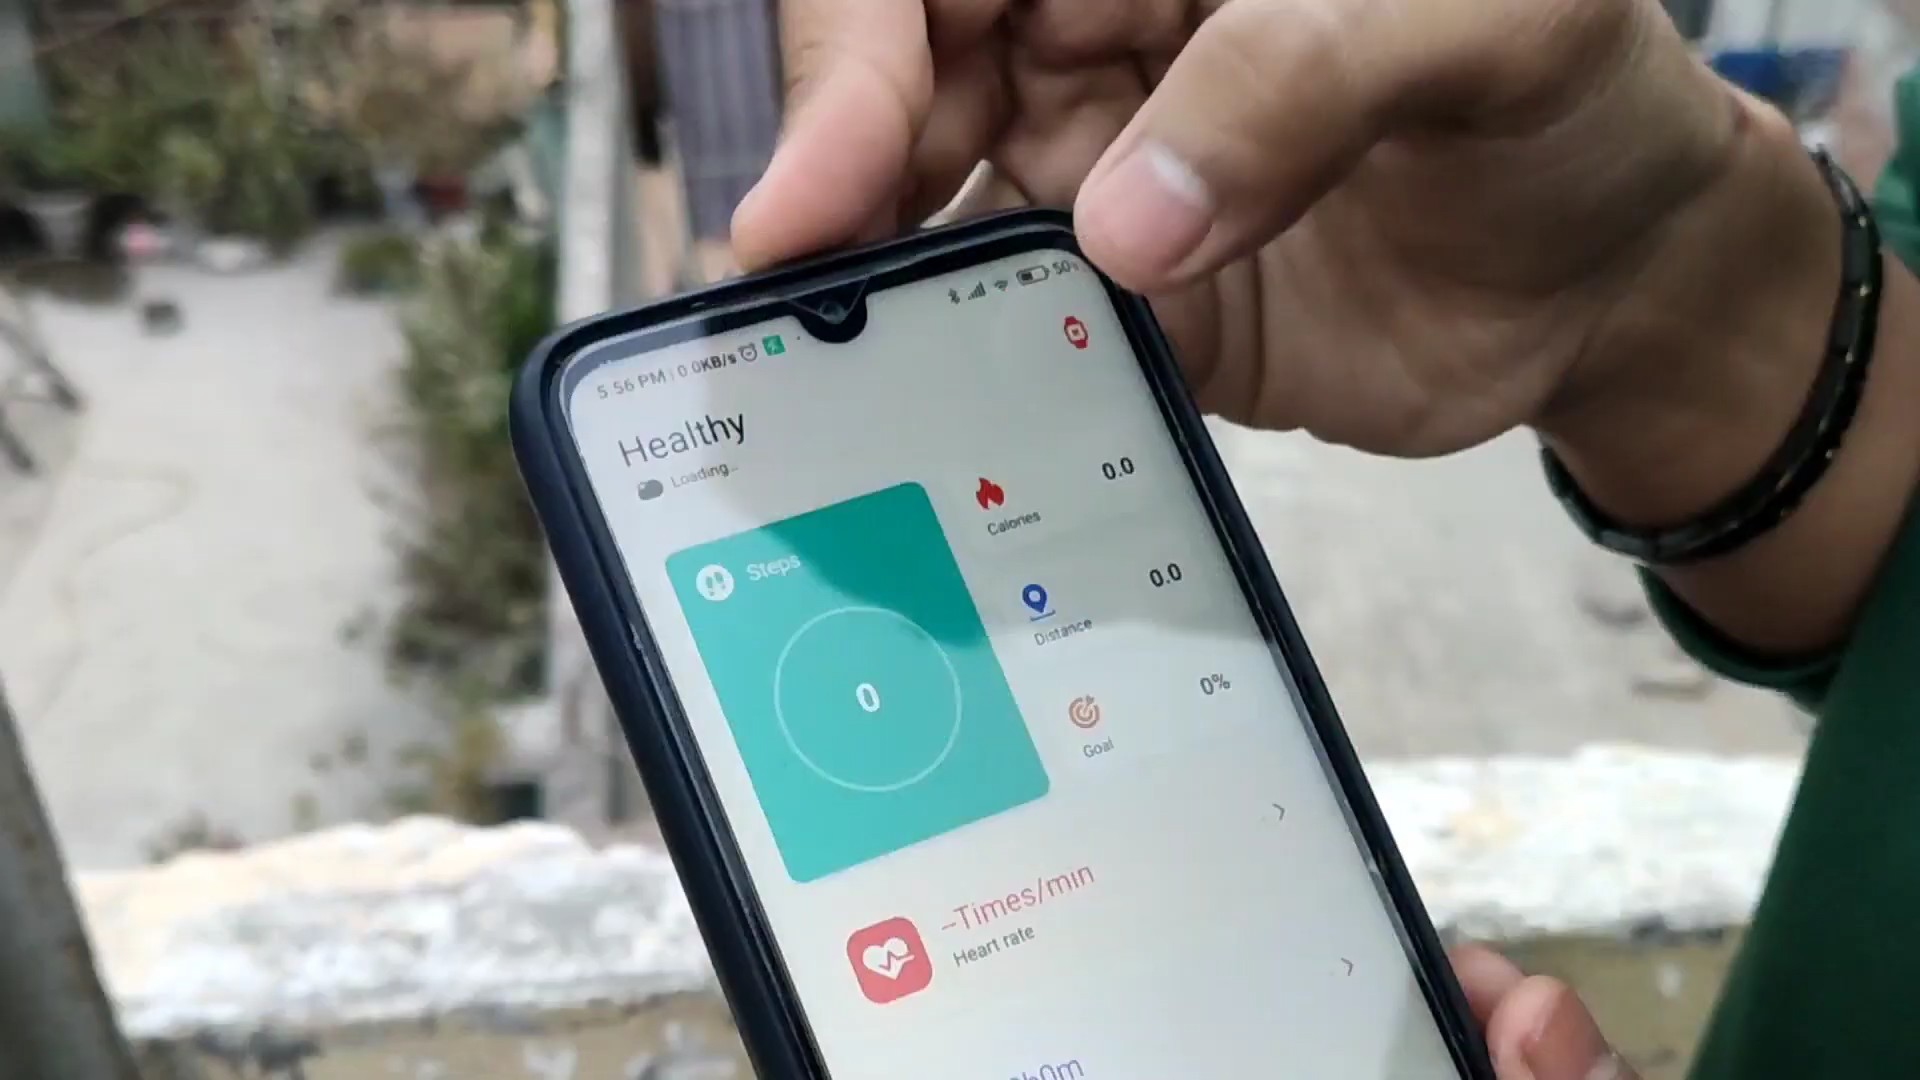 5 56 PM | 0.0KB/s
50%
Healthy
Loading...
Steps
0
0.0
Calories
0.0
Distance
0%
Goal
--Times/min
Heart rate
h0m